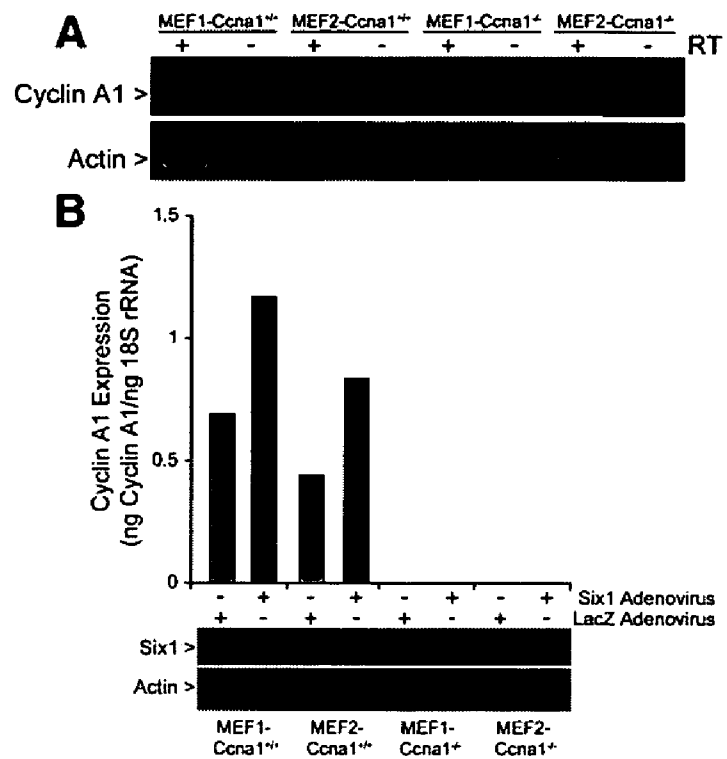 A
MEF1-Ccna1+/+ MEF2-Ccna1+/+ MEF1-Ccna1-/- MEF2-Ccna1-/-
+ - + - + - + - RT
Cyclin A1 >
Actin >
B
Cyclin A1 Expression
(ng Cyclin A1/ng 18S rRNA)
1.5
1
0.5
0
- + - + - + - + Six1 Adenovirus
+ - + - + - + - LacZ Adenovirus
Six1 >
Actin >
MEF1- MEF2- MEF1- MEF2-
Ccna1+/+ Ccna1+/+ Ccna1-/- Ccna1-/-